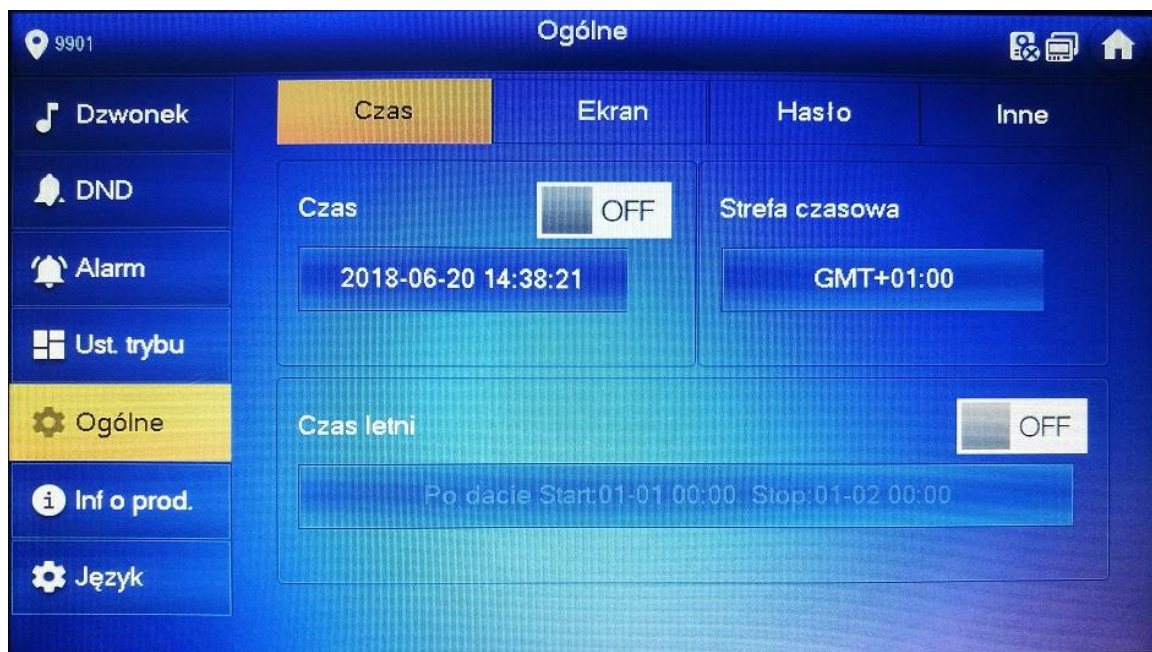 9901
Ogólne
Dzwonek
DND
Alarm
Ust. trybu
Ogólne
Inf o prod.
Język
Czas
Ekran
Hasło
Inne
Czas
OFF
2018-06-20 14:38:21
Strefa czasowa
GMT+01:00
Czas letni
OFF
Po dacie Start:01-01 00:00 Stop:01-02 00:00